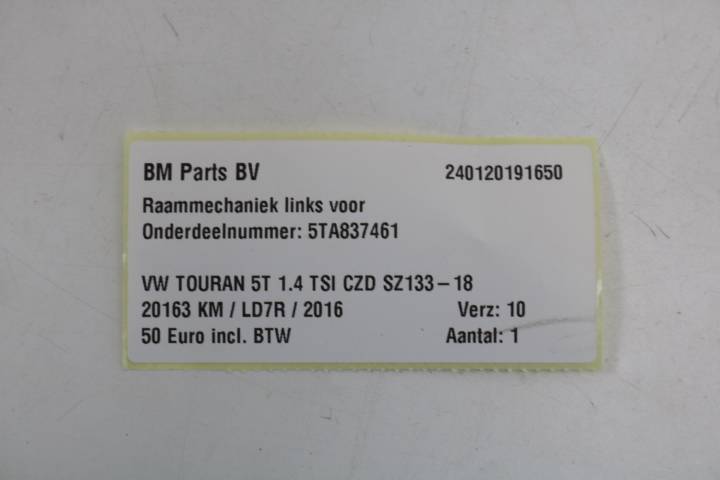 BM Parts BV 240120191650
Raammechaniek links voor
Onderdeelnummer: 5TA837461
VW TOURAN 5T 1.4 TSI CZD SZ133-18
20163 KM / LD7R / 2016 Verz: 10
50 Euro incl. BTW Aantal: 1